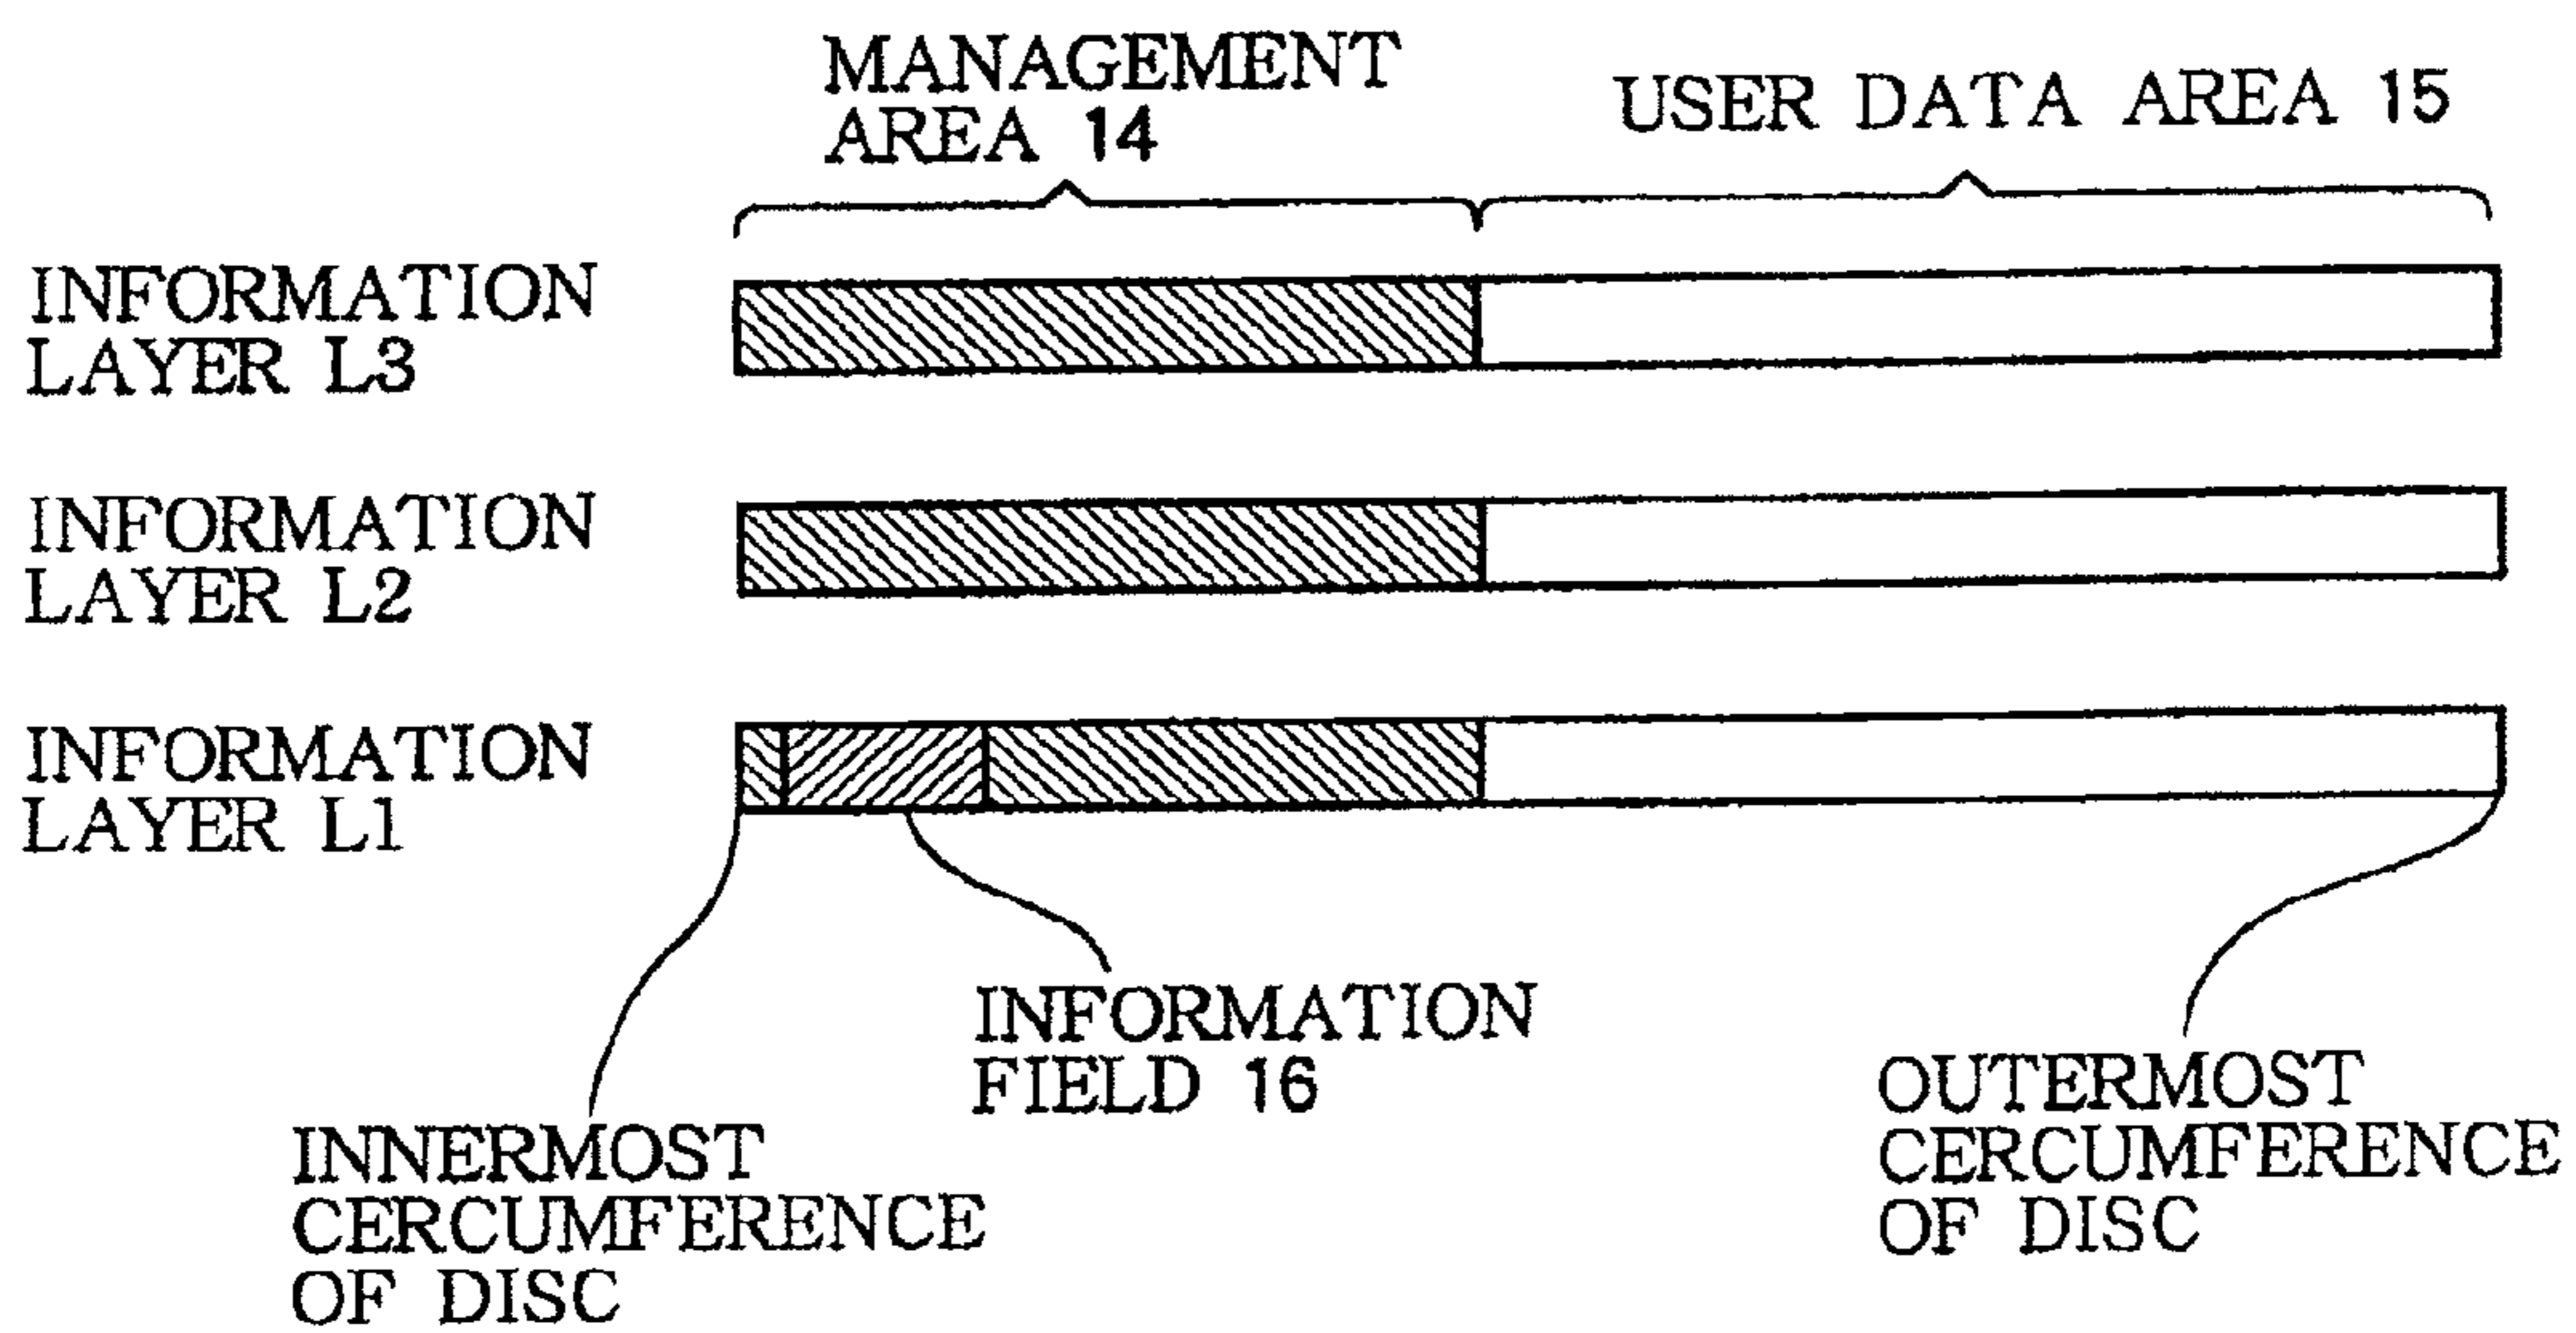 MANAGEMENT
AREA 14
USER DATA AREA 15
INFORMATION
LAYER L3
INFORMATION
LAYER L2
INFORMATION
LAYER L1
INFORMATION
FIELD 16
INNERMOST
CERCUMFERENCE
OF DISC
OUTERMOST
CERCUMFERENCE
OF DISC